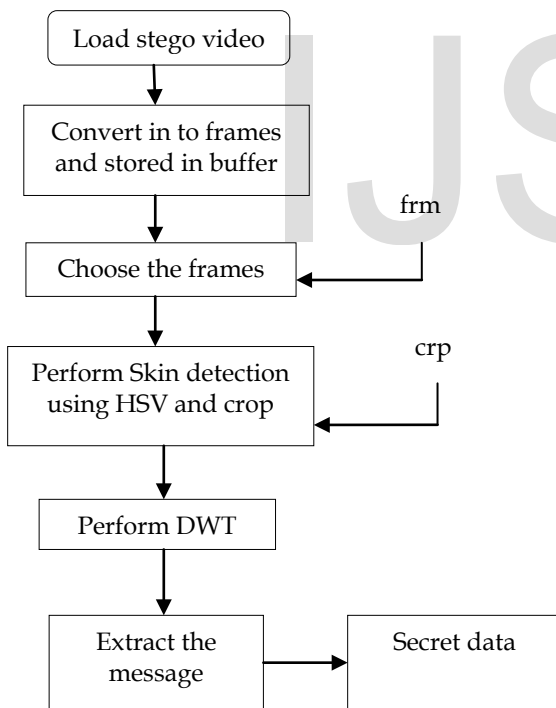 Load stego video
Convert in to frames
and stored in buffer
frm
Choose the frames
crp
Perform Skin detection
using HSV and crop
Perform DWT
Extract the
message
Secret data
IJS